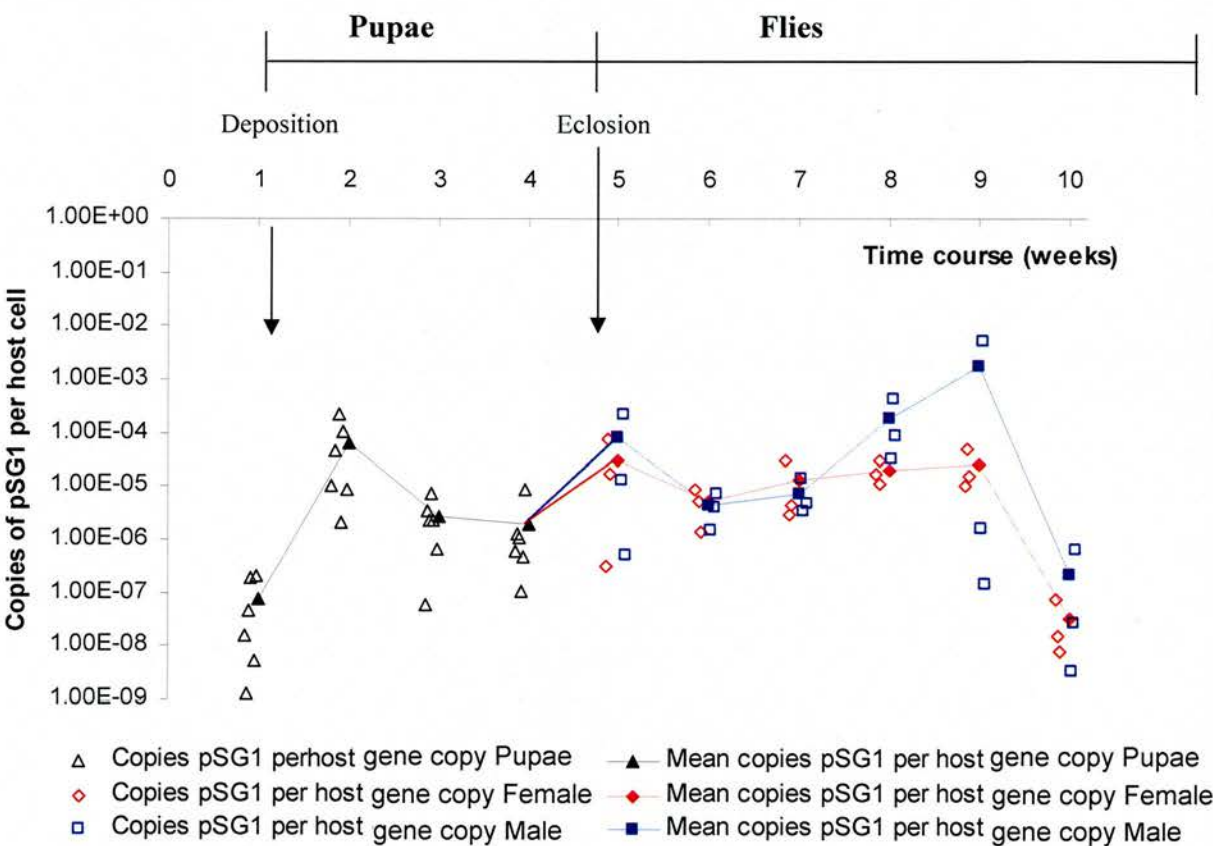 Pupae Flies
Deposition Eclosion
0 1 2 3 4 5 6 7 8 9 10
1.00E+00
Time course (weeks)
1.00E-01
1.00E-02
1.00E-03
1.00E-04
1.00E-05
1.00E-06
1.00E-07
1.00E-08
1.00E-09
Copies of pSG1 per host cell
Copies pSG1 perhost gene copy Pupae Mean copies pSG1 per host gene copy Pupae
Copies pSG1 per host gene copy Female Mean copies pSG1 per host gene copy Female
Copies pSG1 per host gene copy Male Mean copies pSG1 per host gene copy Male